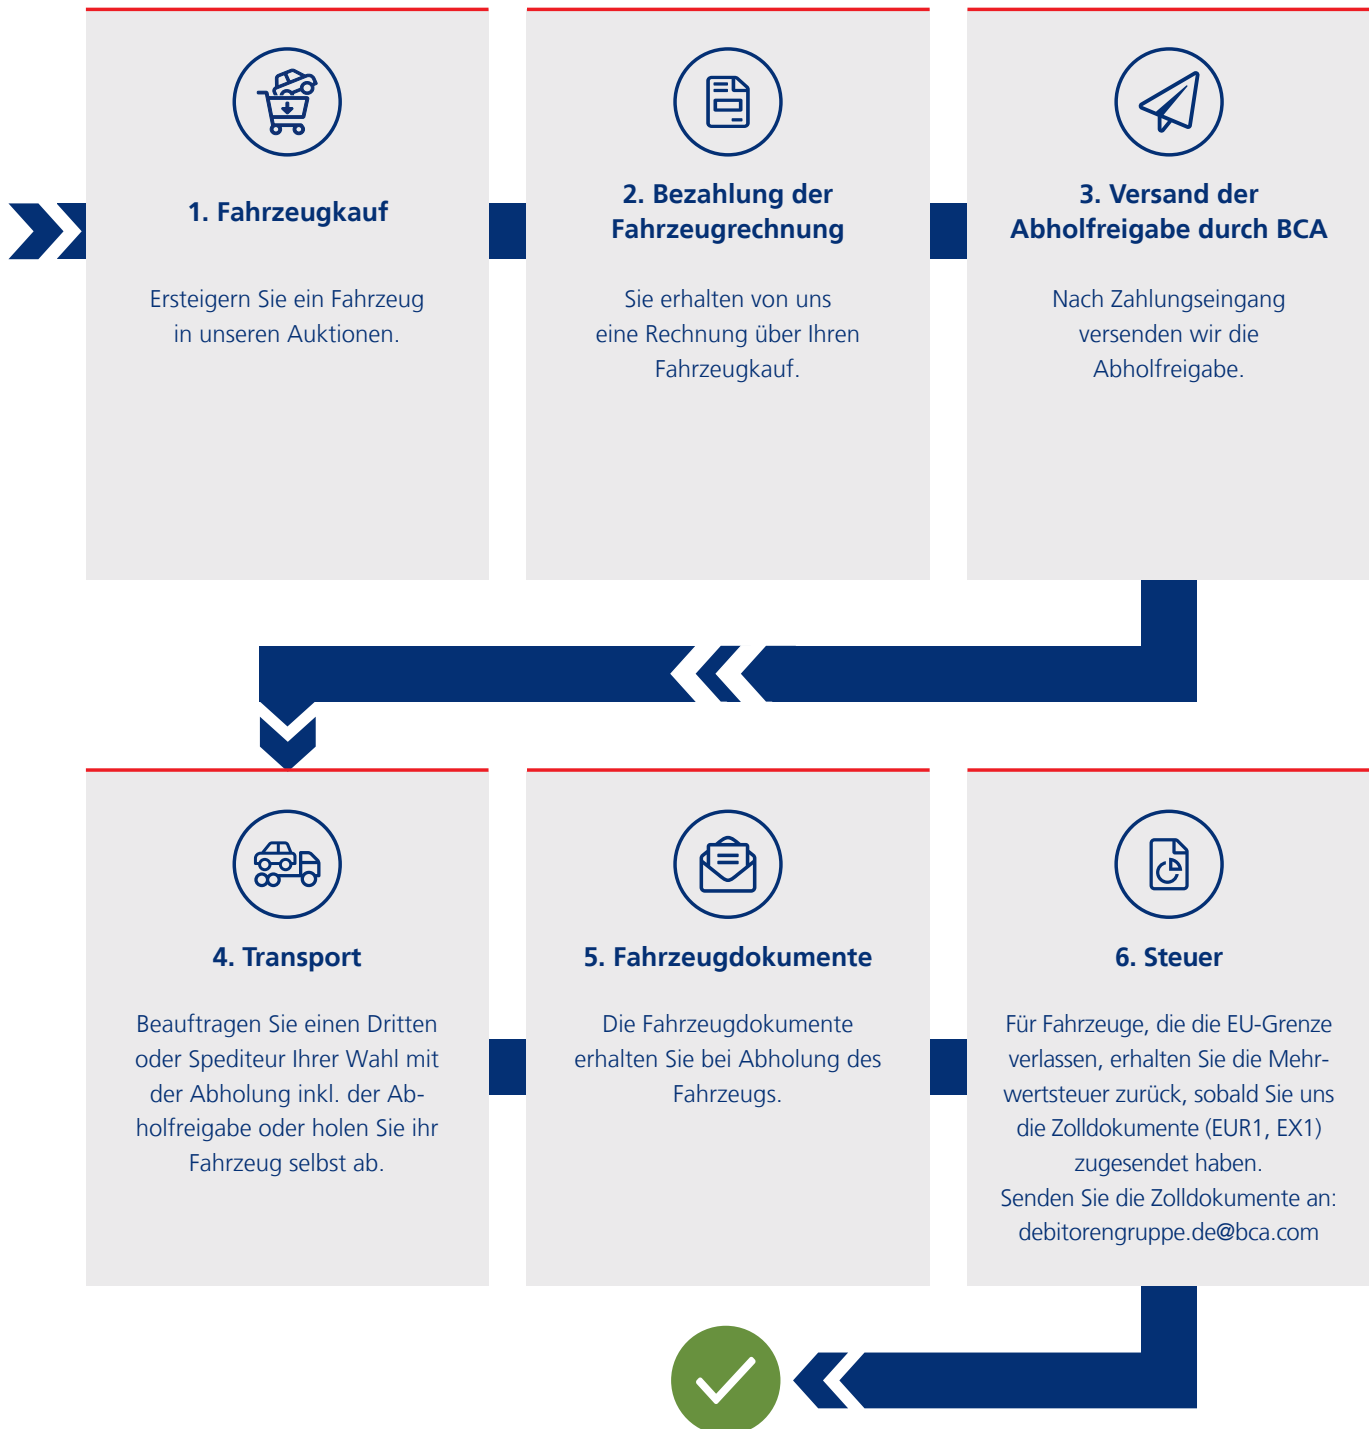 1. Fahrzeugkauf
Ersteigern Sie ein Fahrzeug
in unseren Auktionen.
2. Bezahlung der
Fahrzeugrechnung
Sie erhalten von uns
eine Rechnung über Ihren
Fahrzeugkauf.
3. Versand der
Abholfreigabe durch BCA
Nach Zahlungseingang
versenden wir die
Abholfreigabe.
4. Transport
Beauftragen Sie einen Dritten
oder Spediteur Ihrer Wahl mit
der Abholung inkl. der Ab-
holfreigabe oder holen Sie ihr
Fahrzeug selbst ab.
5. Fahrzeugdokumente
Die Fahrzeugdokumente
erhalten Sie bei Abholung des
Fahrzeugs.
6. Steuer
Für Fahrzeuge, die die EU-Grenze
verlassen, erhalten Sie die Mehr-
wertsteuer zurück, sobald Sie uns
die Zolldokumente (EUR1, EX1)
zugesendet haben.
Senden Sie die Zolldokumente an:
debitorengruppe.de@bca.com